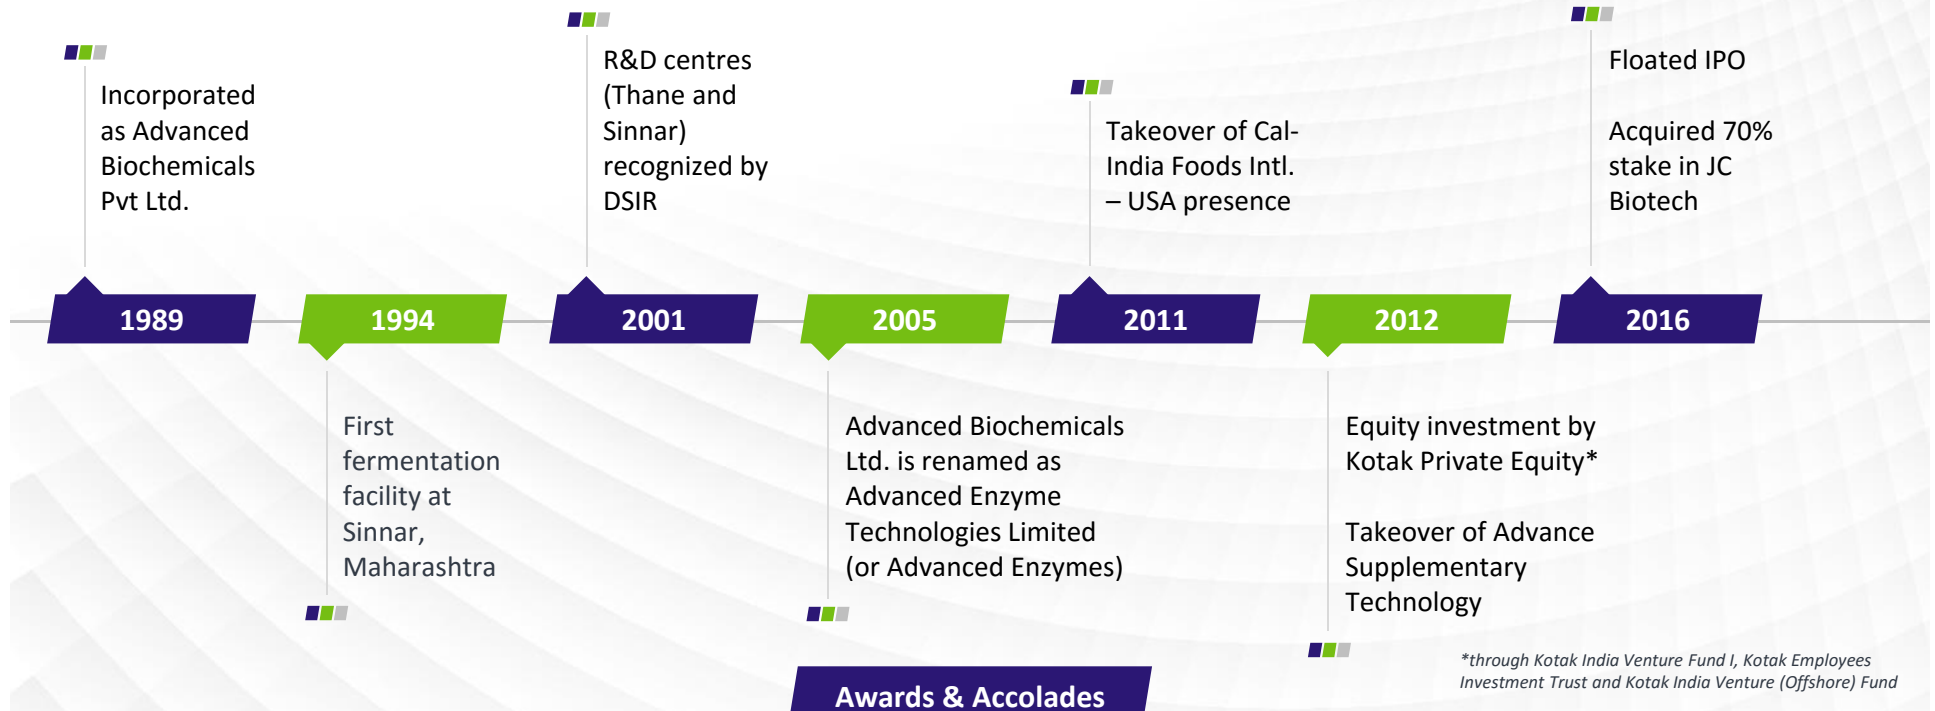 Incorporated
as Advanced
Biochemicals
Pvt Ltd.
R&D centres
(Thane and
Sinnar)
recognized by
DSIR
Takeover of Cal-
India Foods Intl.
– USA presence
Floated IPO
Acquired 70%
stake in JC
Biotech
1989
1994
2001
2005
2011
2012
2016
First
fermentation
facility at
Sinnar,
Maharashtra
Advanced Biochemicals
Ltd. is renamed as
Advanced Enzyme
Technologies Limited
(or Advanced Enzymes)
Equity investment by
Kotak Private Equity*
Takeover of Advance
Supplementary
Technology
*through Kotak India Venture Fund I, Kotak Employees
Investment Trust and Kotak India Venture (Offshore) Fund
Awards & Accolades